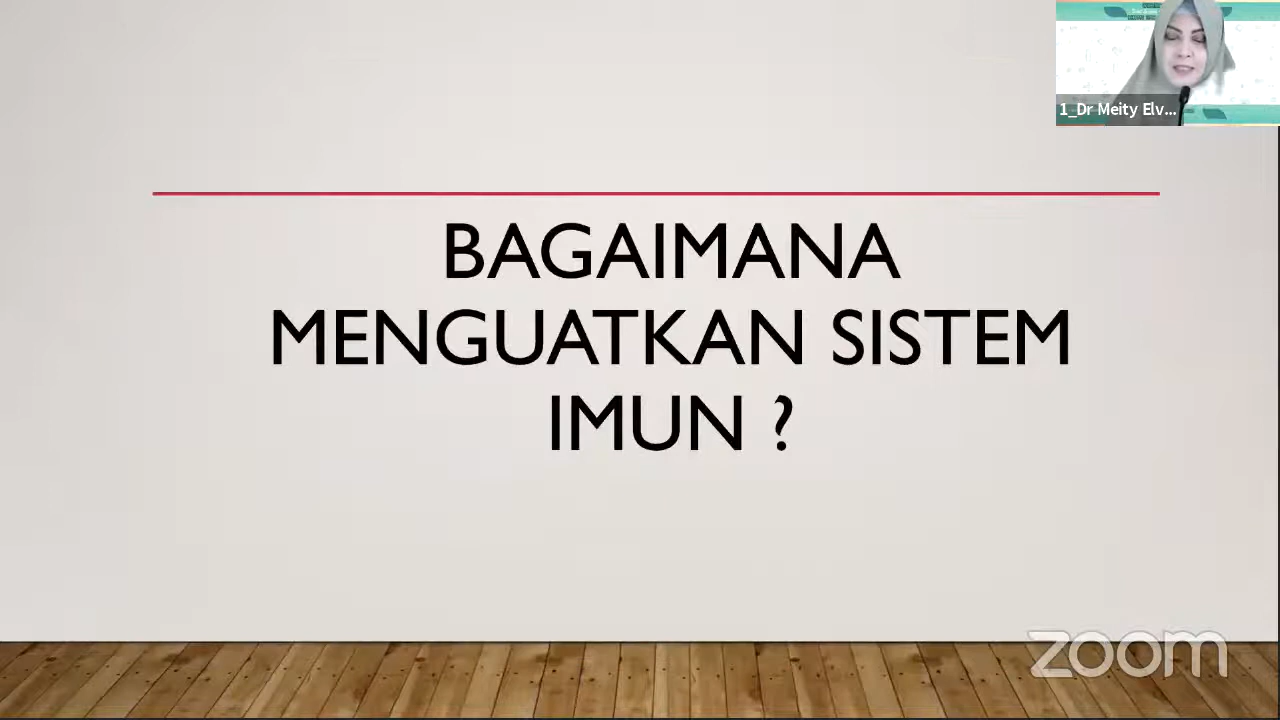 1_Dr Meity Elv...
BAGAIMANA
MENGUATKAN SISTEM
IMUN ?
zoom